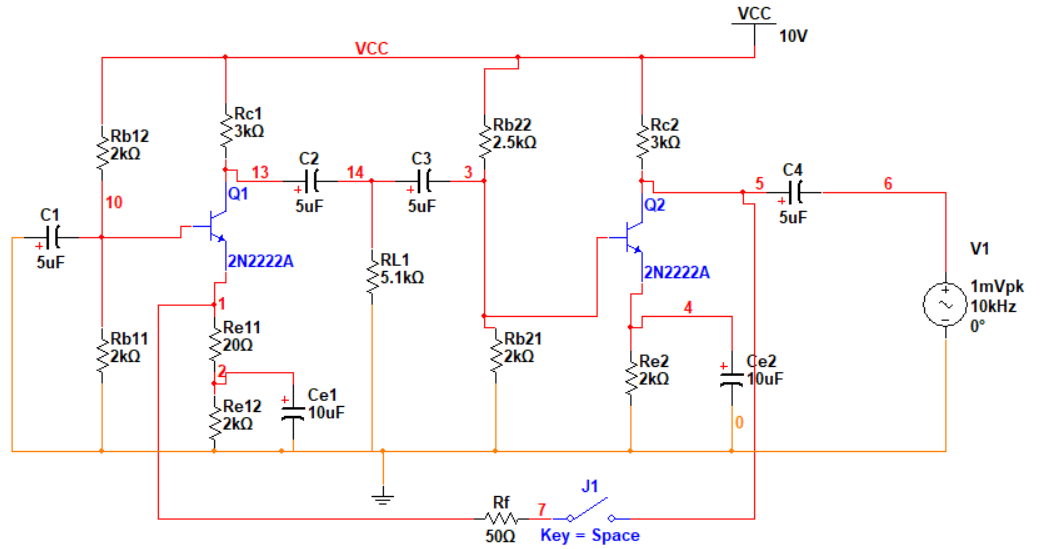 VCC
10V
VCC
Rc1
3kΩ
Rb12
2kΩ
Rb22
2.5kΩ
Rc2
3kΩ
C2
5uF
C3
5uF
C4
5uF
13
14
3
5
6
10
Q1
2N2222A
Q2
2N2222A
C1
5uF
V1
1mVpk
10kHz
0°
RL1
5.1kΩ
1
Re11
20Ω
4
Rb11
2kΩ
Rb21
2kΩ
Re2
2kΩ
Ce2
10uF
2
Re12
2kΩ
Ce1
10uF
0
J1
Rf
50Ω
7
Key = Space